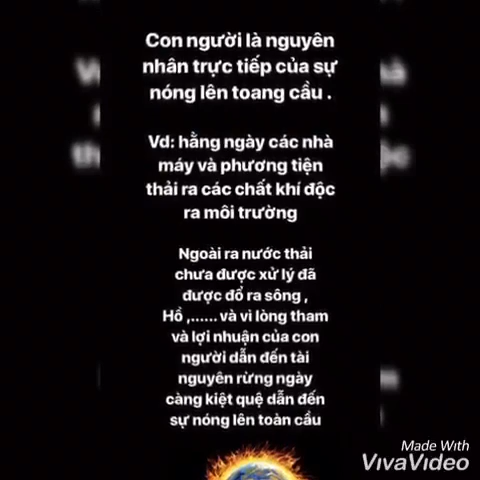 Con người là nguyên
nhân trực tiếp của sự
nóng lên toang cầu .
Vd: hằng ngày các nhà
máy và phương tiện
thải ra các chất khí độc
ra môi trường
Ngoài ra nước thải
chưa được xử lý đã
được đổ ra sông ,
Hồ ,...... và vì lòng tham
và lợi nhuận của con
người dẫn đến tài
nguyên rừng ngày
càng kiệt quệ dẫn đến
sự nóng lên toàn cầu
Made With
VivaVideo